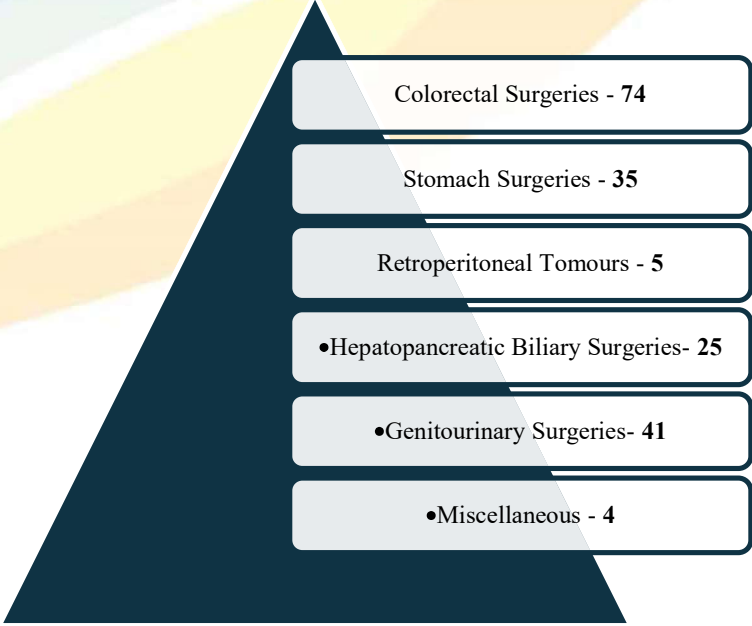 Colorectal Surgeries - 74
Stomach Surgeries - 35
Retroperitoneal Tomours - 5
•Hepatopancreatic Biliary Surgeries- 25
•Genitourinary Surgeries- 41
•Miscellaneous - 4